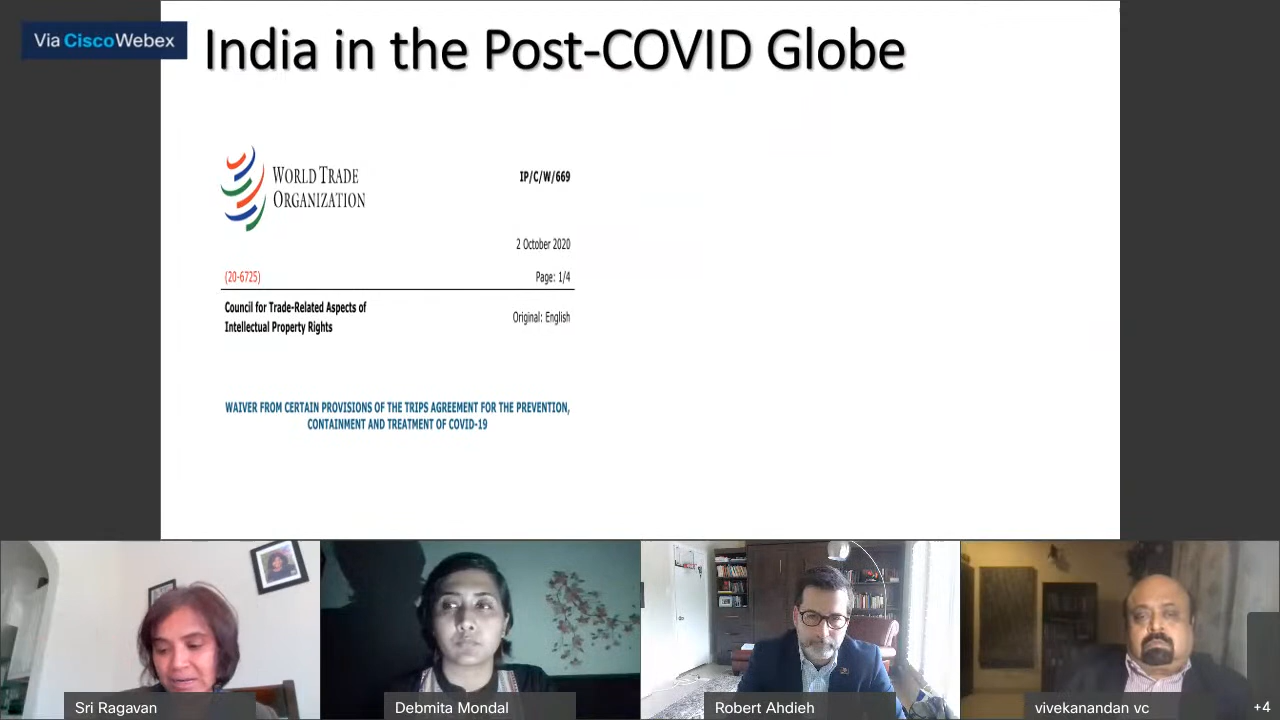 Via Cisco Webex
India in the Post-COVID Globe
WORLD TRADE
ORGANIZATION
IP/C/W/669
2 October 2020
(20-6725)
Page: 1/4
Council for Trade-Related Aspects of
Intellectual Property Rights
Original: English
WAIVER FROM CERTAIN PROVISIONS OF THE TRIPS AGREEMENT FOR THE PREVENTION,
CONTAINMENT AND TREATMENT OF COVID-19
Sri Ragavan
Debmita Mondal
Robert Ahdieh
vivekanandan vc
+4